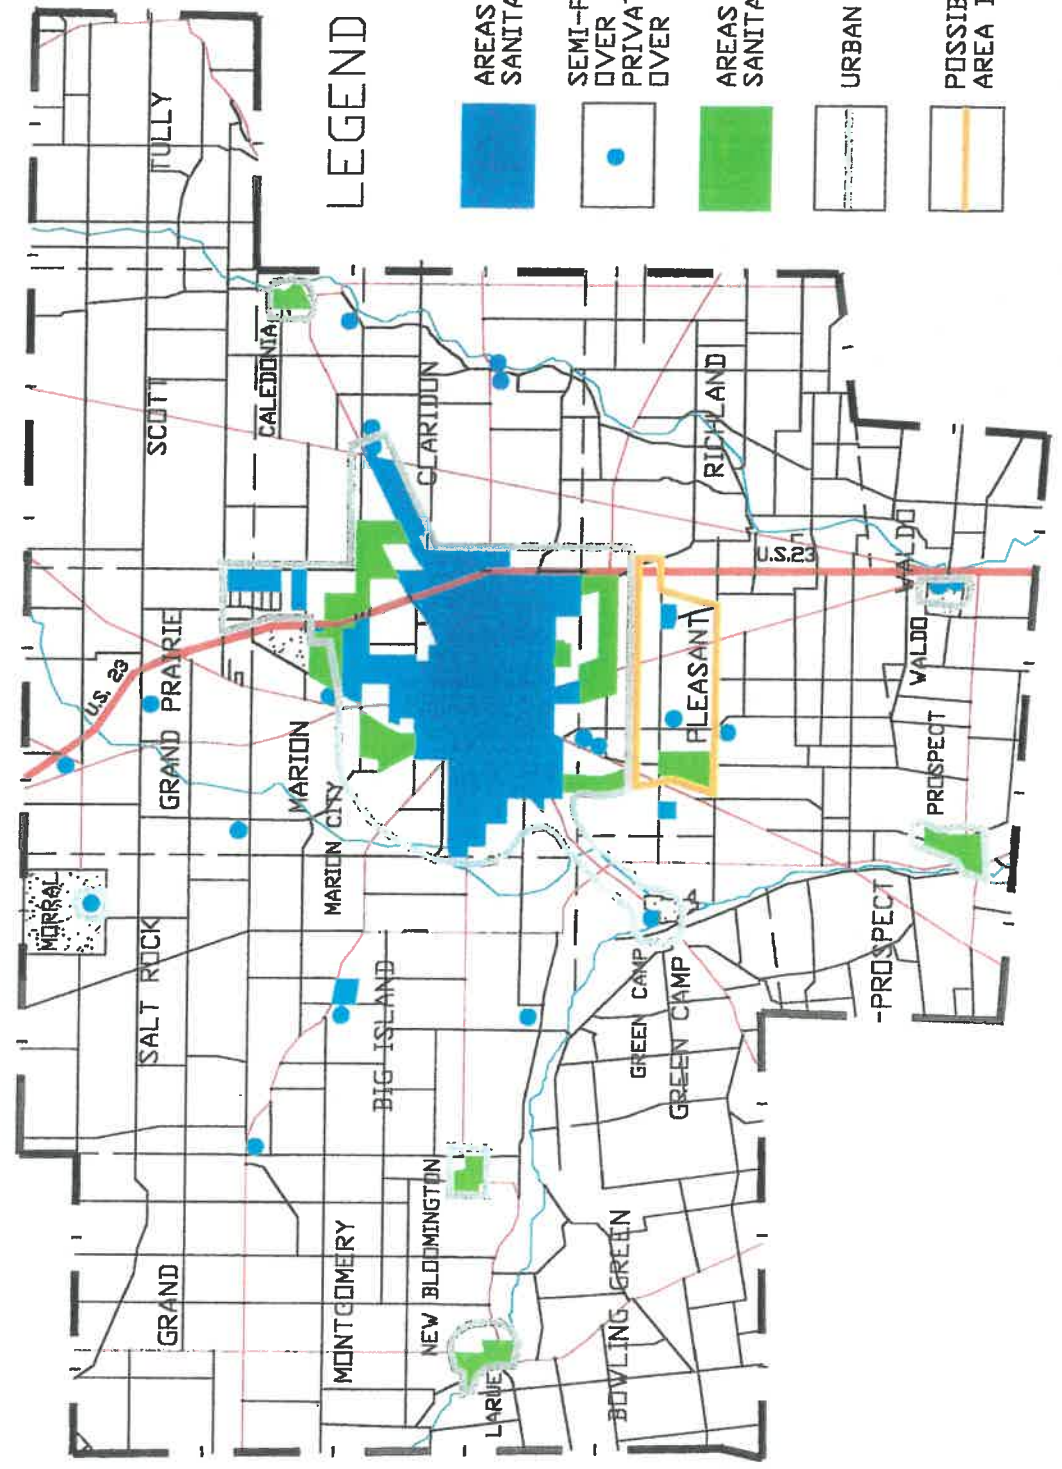 LEGEND
AREAS
SANITA
SEMI-P
OVER
PRIVAT
OVER
AREAS
SANITA
URBAN
POSSIB
AREA I
TULLY
SCOTT
CALEDONIA
CLARIDON
RICHLAND
U.S. 23
GRAND PRAIRIE
MARION
MARION CITY
PLEASANT
U.S.23
WALDO
WALDO
PROSPECT
PROSPECT
MORRAL
SALT ROCK
BIG ISLAND
GREEN CAMP
GREEN CAMP
GRAND
MONTGOMERY
NEW BLOOMINGTON
LARUE
BOWLING GREEN